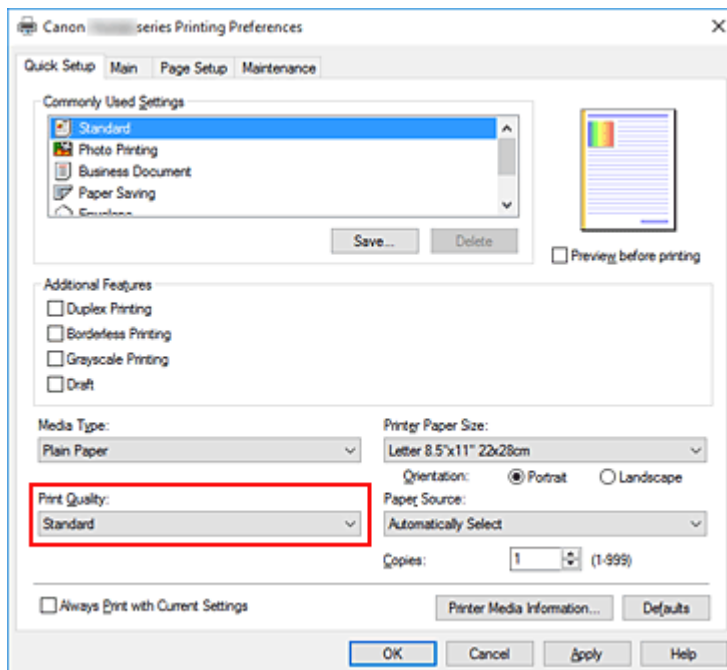 Canon series Printing Preferences
Quick Setup Main Page Setup Maintenance
Commonly Used Settings
Standard
Photo Printing
Business Document
Paper Saving
Envelope
Save... Delete
Preview before printing
Additional Features
Duplex Printing
Borderless Printing
Grayscale Printing
Draft
Media Type: Printer Paper Size:
Plain Paper Letter 8.5"x11" 22x28cm
Orientation: Portrait Landscape
Print Quality: Paper Source:
Standard Automatically Select
Copies: 1 (1-999)
Always Print with Current Settings Printer Media Information... Defaults
OK Cancel Apply Help